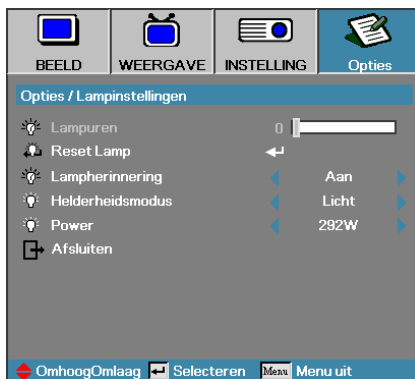 BEELD WEERGAVE INSTELLING Opties
Opties / Lampinstellingen
Lampuren 0
Reset Lamp
Lampherinnering Aan
Helderheidsmodus Licht
Power 292W
Afsluiten
OmhoogOmlaag Selecteren Menu Menu uit